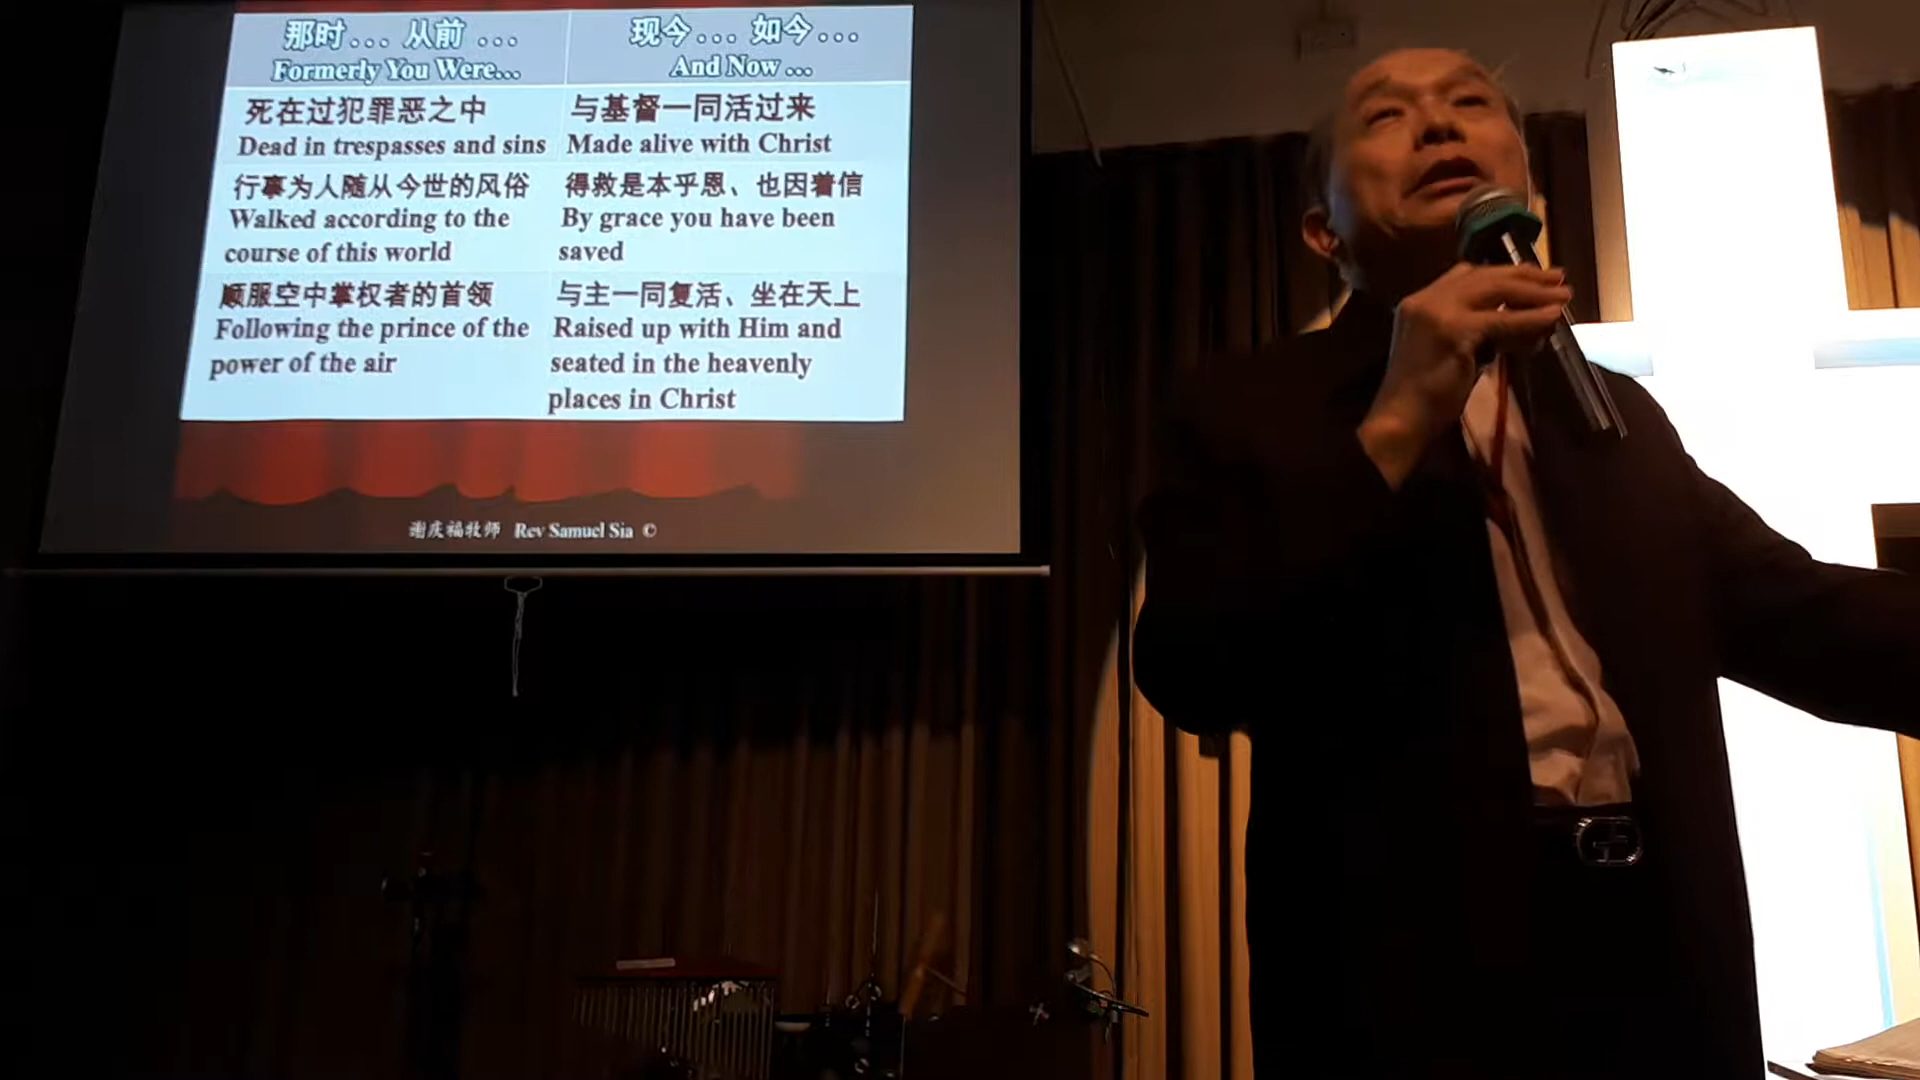 那时... 从前 ...
Formerly You Were...
现今... 如今...
And Now ...
死在过犯罪恶之中
Dead in trespasses and sins
与基督一同活过来
Made alive with Christ
行事为人随从今世的风俗
Walked according to the
course of this world
得救是本乎恩、也因着信
By grace you have been
saved
顺服空中掌权者的首领
Following the prince of the
power of the air
与主一同复活、坐在天上
Raised up with Him and
seated in the heavenly
places in Christ
谢庆福牧师 Rev Samuel Sia ©